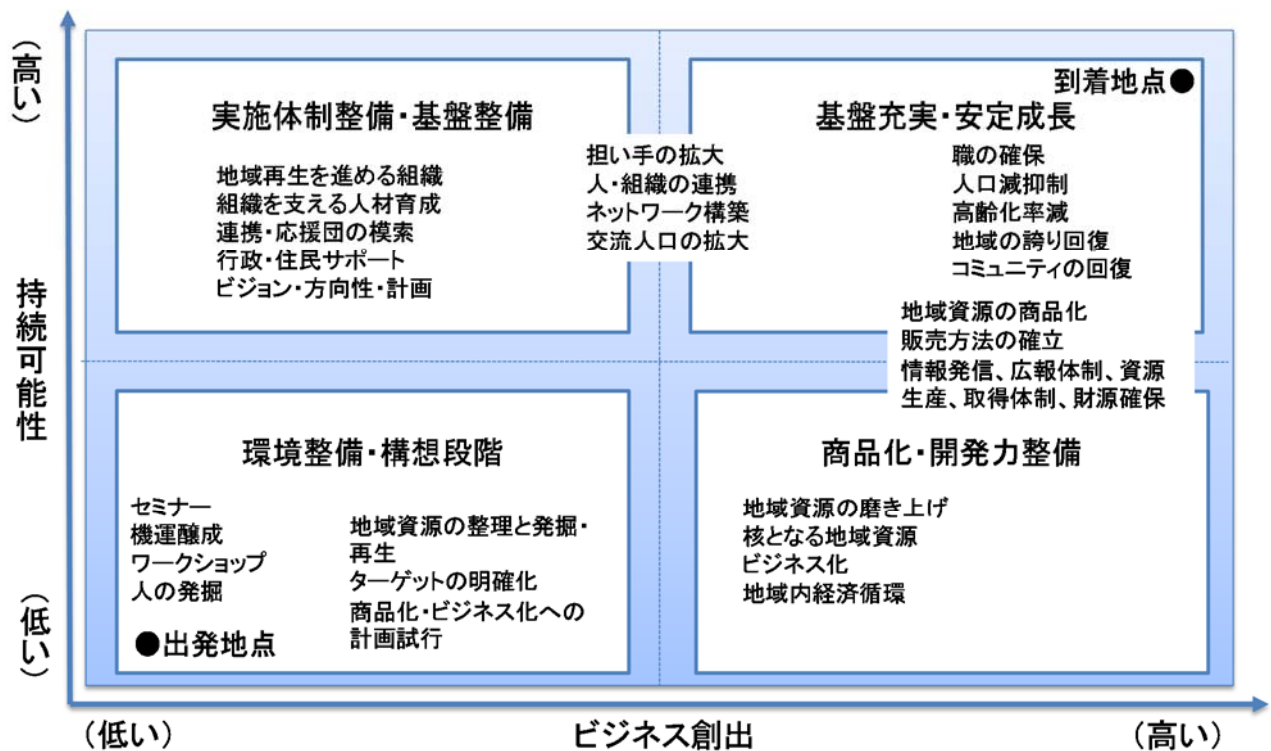 (高い)
持続可能性
(低い)
実施体制整備・基盤整備
地域再生を進める組織
組織を支える人材育成
連携・応援団の模索
行政・住民サポート
ビジョン・方向性・計画
担い手の拡大
人・組織の連携
ネットワーク構築
交流人口の拡大
到着地点●
基盤充実・安定成長
職の確保
人口減抑制
高齢化率減
地域の誇り回復
コミュニティの回復
地域資源の商品化
販売方法の確立
情報発信、広報体制、資源
生産、取得体制、財源確保
環境整備・構想段階
セミナー
機運醸成
ワークショップ
人の発掘
●出発地点
地域資源の整理と発掘・
再生
ターゲットの明確化
商品化・ビジネス化への
計画試行
商品化・開発力整備
地域資源の磨き上げ
核となる地域資源
ビジネス化
地域内経済循環
(低い)
ビジネス創出
(高い)